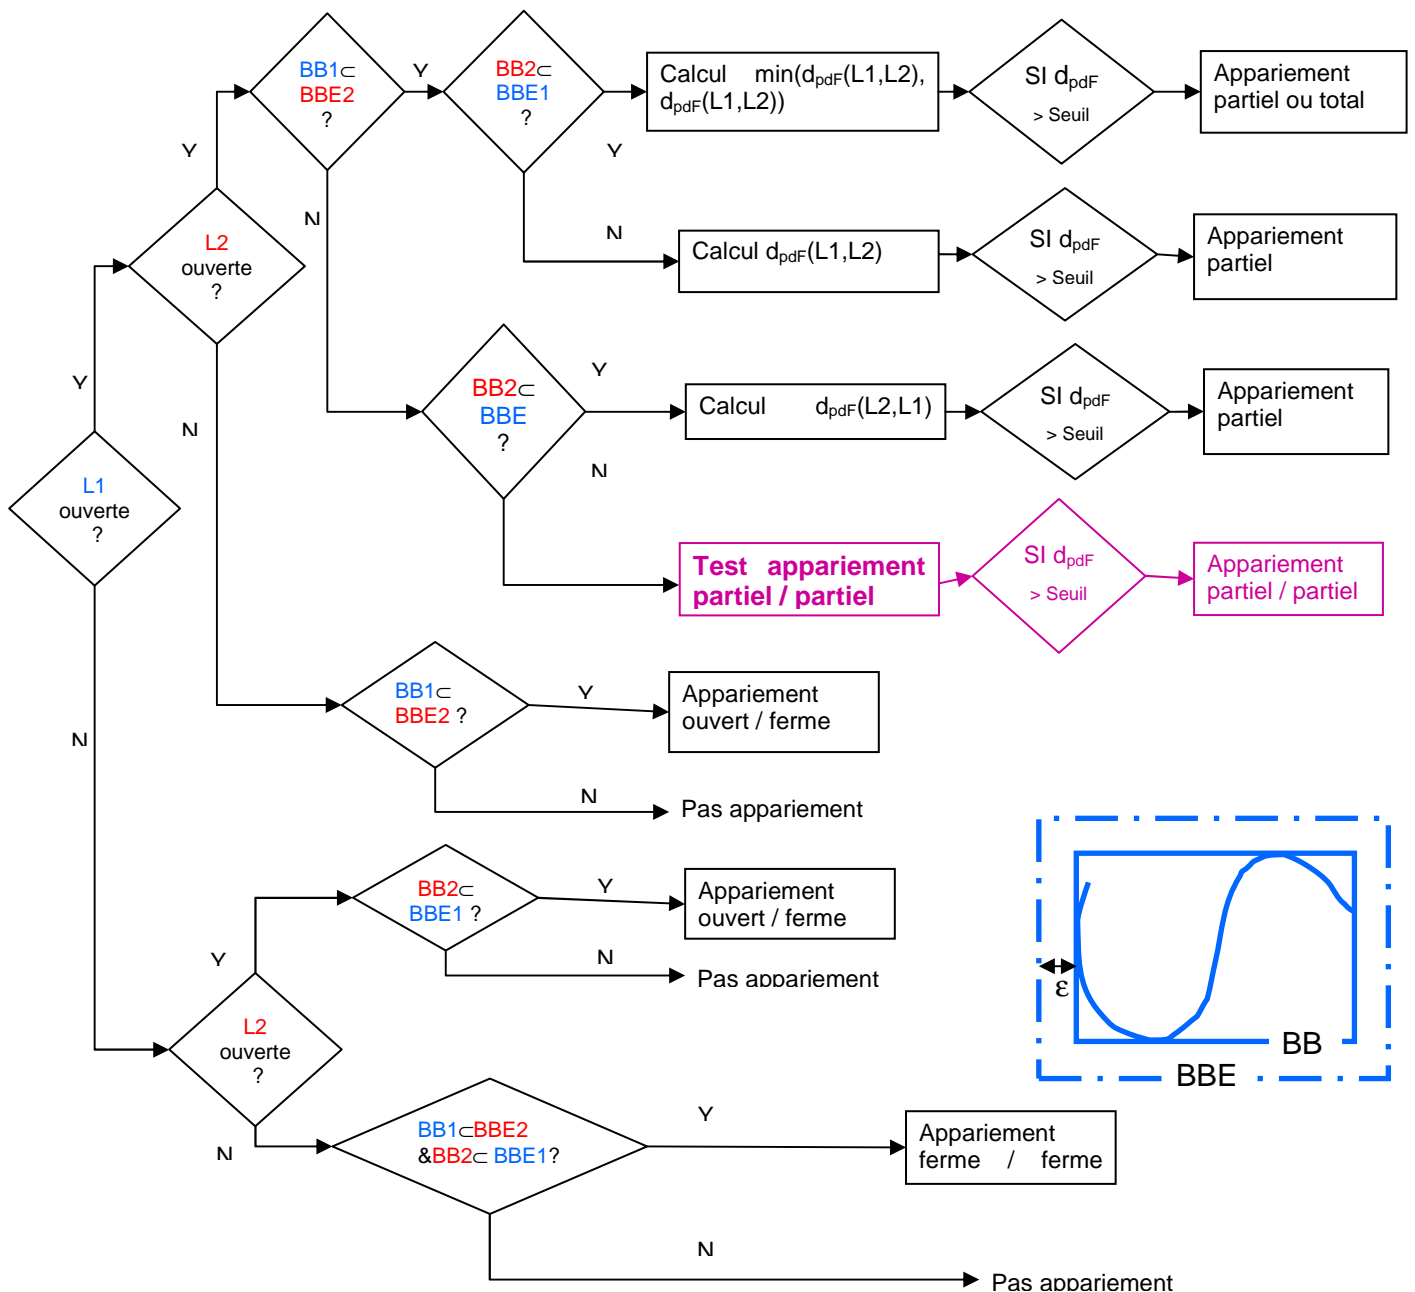 BB1⊂
BBE2
?
Y
BB2⊂
BBE1
?
Y
Calcul min(dpdF(L1,L2),
dpdF(L1,L2))
SI dpdF
> Seuil
Appariement
partiel ou total
Y
N
L2
ouverte
?
N
Calcul dpdF(L1,L2)
SI dpdF
> Seuil
Appariement
partiel
Y
N
BB2⊂
BBE
?
Y
N
Calcul dpdF(L2,L1)
SI dpdF
> Seuil
Appariement
partiel
L1
ouverte
?
Test appariement
partiel / partiel
SI dpdF
> Seuil
Appariement
partiel / partiel
N
BB1⊂
BBE2 ?
Y
Appariement
ouvert / ferme
N
Pas appariement
BB2⊂
BBE1 ?
Y
Appariement
ouvert / ferme
N
Pas appariement
Y
L2
ouverte
?
N
BB1⊂BBE2
&BB2⊂ BBE1?
Y
Appariement
ferme / ferme
N
Pas appariement
ε
BB
BBE